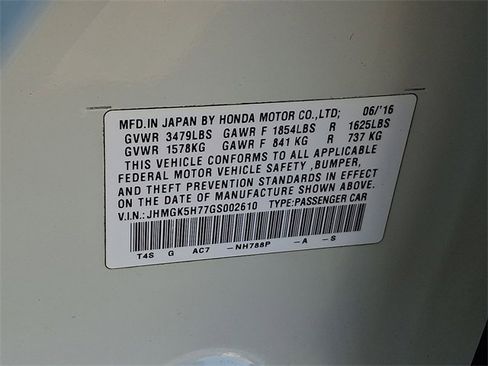 MFD.IN JAPAN BY HONDA MOTOR CO.,LTD; 06/'16
GVWR 3479LBS GAWR F 1854LBS R 1625LBS
GVWR 1578KG GAWR F 841 KG R 737 KG
THIS VEHICLE CONFORMS TO ALL APPLICABLE
FEDERAL MOTOR VEHICLE SAFETY ,BUMPER,
AND THEFT PREVENTION STANDARDS IN EFFECT
ON THE DATE OF MANUFACTURE SHOWN ABOVE.
V.I.N.: JHMGK5H77GS002610 TYPE:PASSENGER CAR
T4S G AC7 -NH788P -A -S